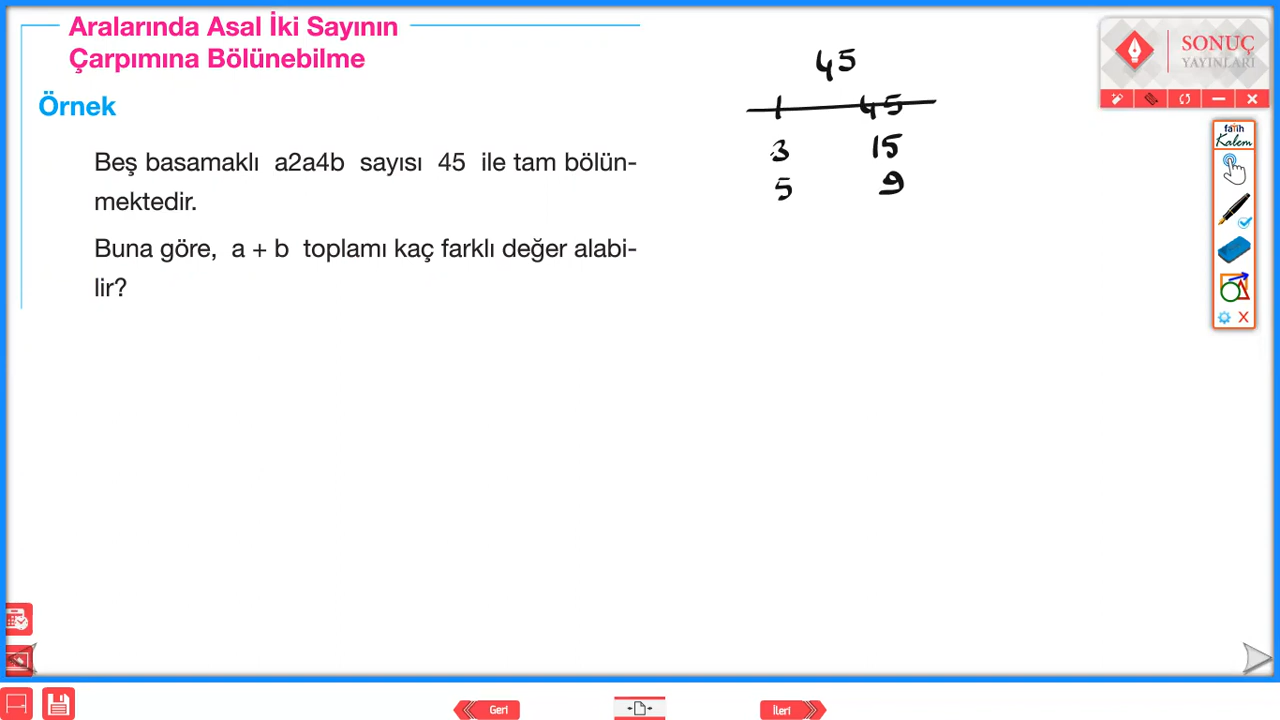 Aralarında Asal İki Sayının
Çarpımına Bölünebilme
Örnek
Beş basamaklı a2a4b sayısı 45 ile tam bölün-
mektedir.
Buna göre, a + b toplamı kaç farklı değer alabi-
lir?
45
1 45
3 15
5 9
SONUÇ
YAYINLARI
fatih
Kalem
Geri
İleri